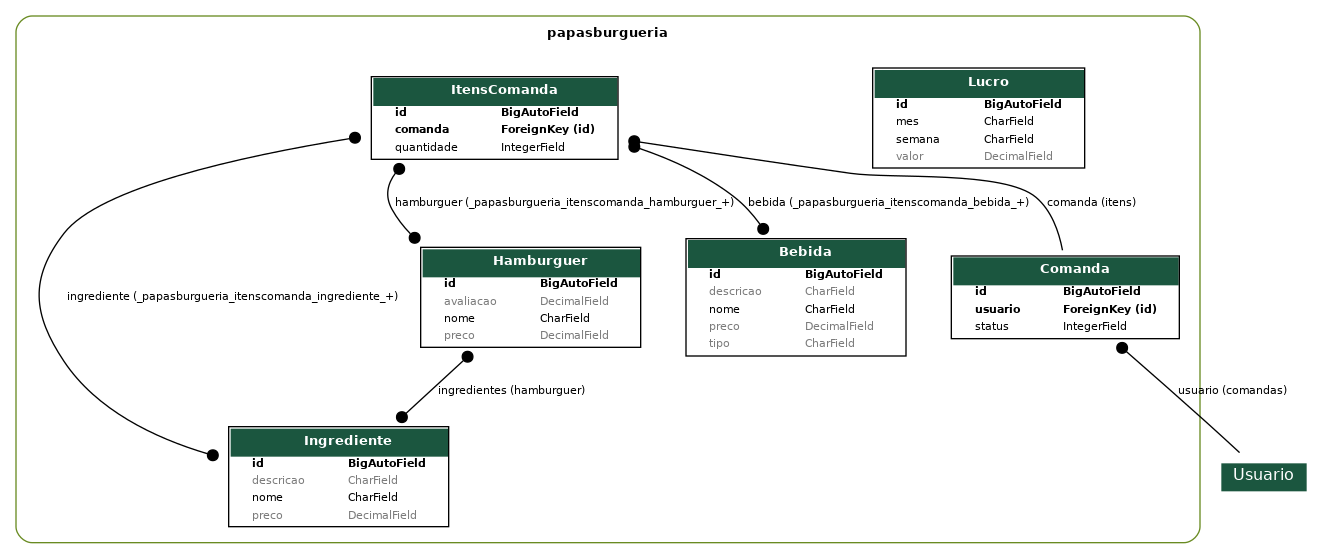 papasburgueria
ItensComanda
id BigAutoField
comanda ForeignKey (id)
quantidade IntegerField
Lucro
id BigAutoField
mes CharField
semana CharField
valor DecimalField
hamburguer (_papasburgueria_itenscomanda_hamburguer_+)
bebida (_papasburgueria_itenscomanda_bebida_+)
comanda (itens)
Hamburguer
id BigAutoField
avaliacao DecimalField
nome CharField
preco DecimalField
Bebida
id BigAutoField
descricao CharField
nome CharField
preco DecimalField
tipo CharField
Comanda
id BigAutoField
usuario ForeignKey (id)
status IntegerField
ingrediente (_papasburgueria_itenscomanda_ingrediente_+)
ingredientes (hamburguer)
usuario (comandas)
Ingrediente
id BigAutoField
descricao CharField
nome CharField
preco DecimalField
Usuario